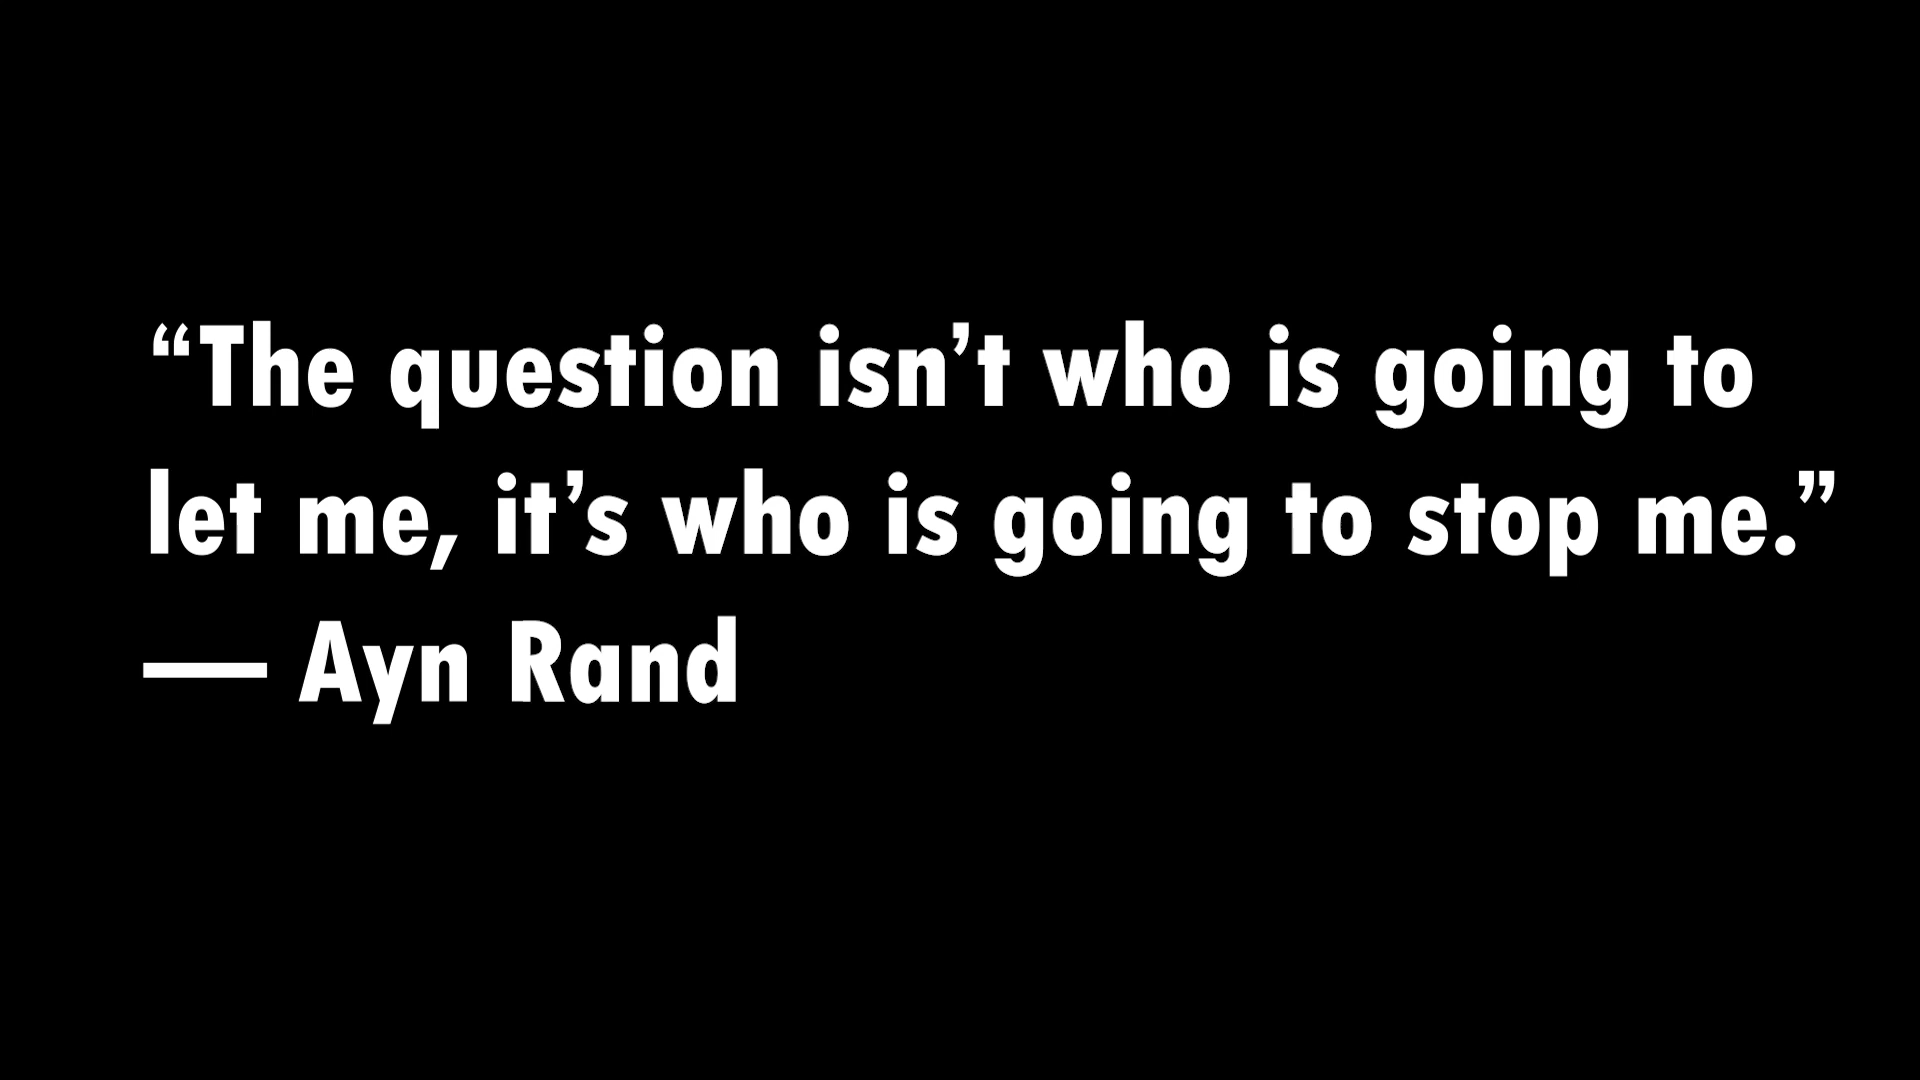 “The question isn’t who is going to
let me, it’s who is going to stop me.”
— Ayn Rand